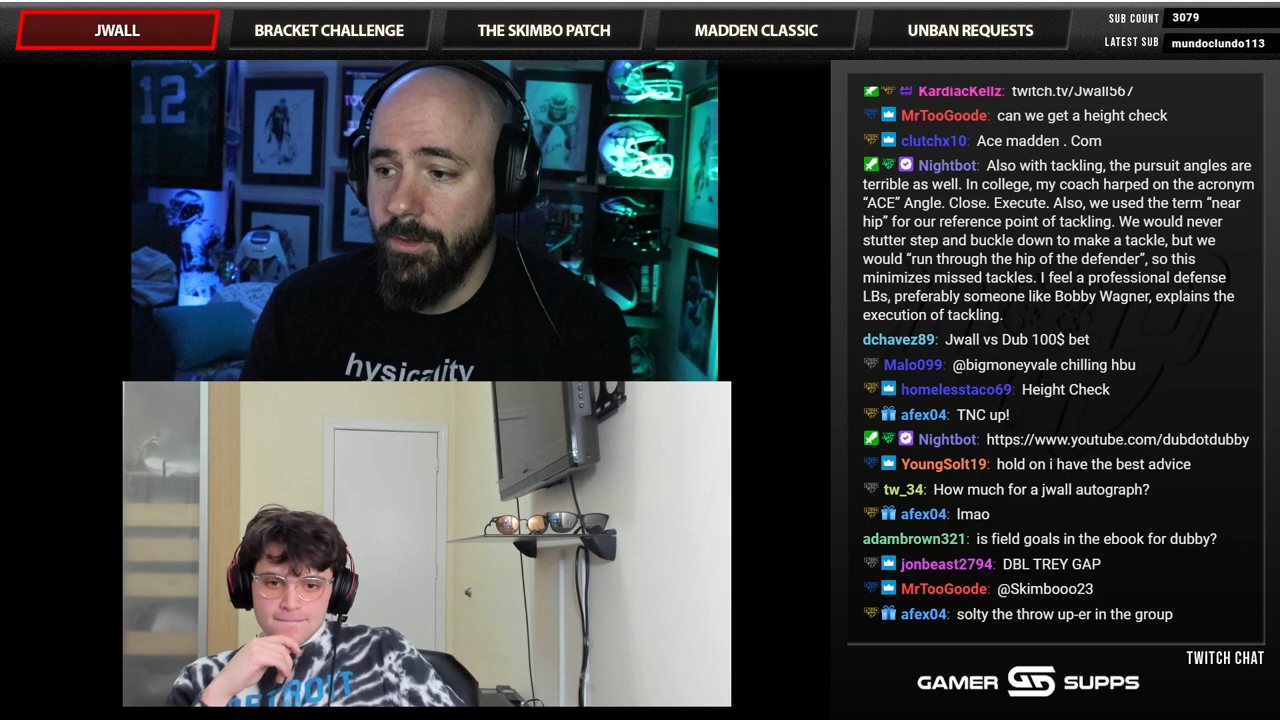 JWALL
BRACKET CHALLENGE
THE SKIMBO PATCH
MADDEN CLASSIC
UNBAN REQUESTS
SUB COUNT 3079
LATEST SUB mundoclundo113
12
hysicality
DETROIT
KardiacKellz: twitch.tv/Jwall567
MrTooGoode: can we get a height check
clutchx10: Ace madden . Com
Nightbot: Also with tackling, the pursuit angles are
terrible as well. In college, my coach harped on the acronym
“ACE” Angle. Close. Execute. Also, we used the term “near
hip” for our reference point of tackling. We would never
stutter step and buckle down to make a tackle, but we
would “run through the hip of the defender”, so this
minimizes missed tackles. I feel a professional defense
LBs, preferably someone like Bobby Wagner, explains the
execution of tackling.
dchavez89: Jwall vs Dub 100$ bet
Malo099: @bigmoneyvale chilling hbu
homelesstaco69: Height Check
afex04: TNC up!
Nightbot: https://www.youtube.com/dubdotdubby
YoungSolt19: hold on i have the best advice
tw_34: How much for a jwall autograph?
afex04: lmao
adambrown321: is field goals in the ebook for dubby?
jonbeast2794: DBL TREY GAP
MrTooGoode: @Skimbooo23
afex04: solty the throw up-er in the group
TWITCH CHAT
GAMER SUPPS